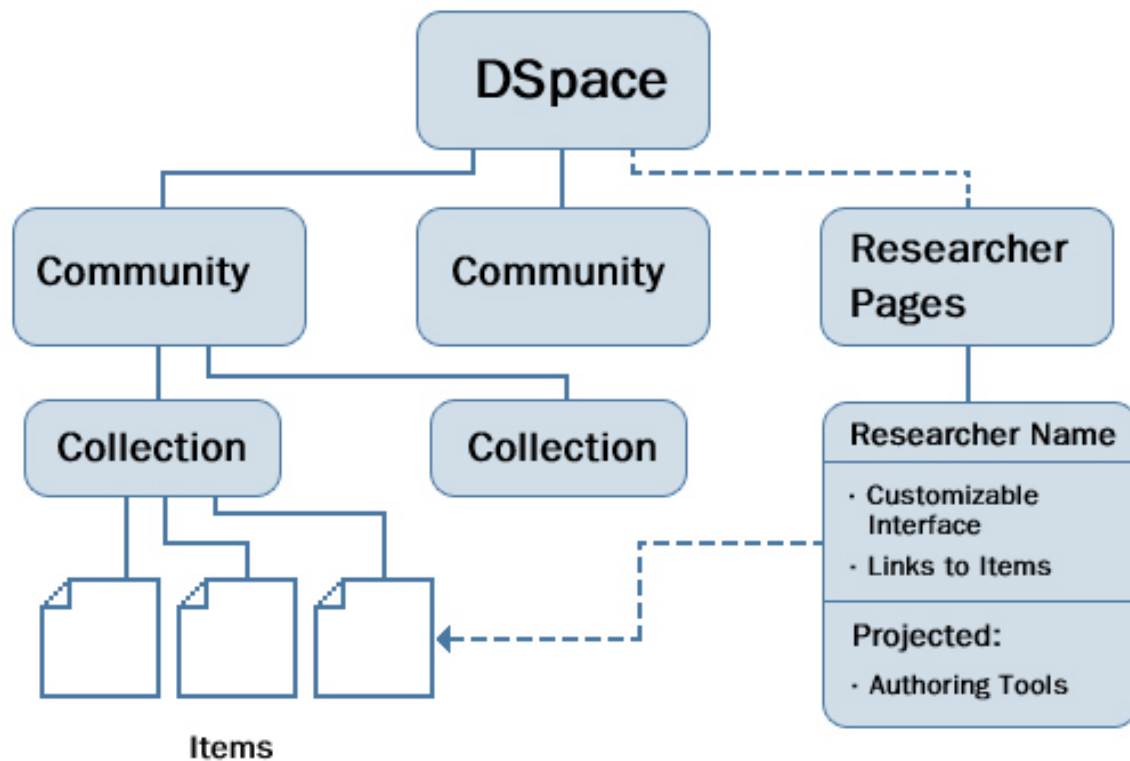 DSpace
Community
Community
Researcher
Pages
Collection
Collection
Researcher Name
· Customizable
Interface
· Links to Items
Projected:
· Authoring Tools
Items